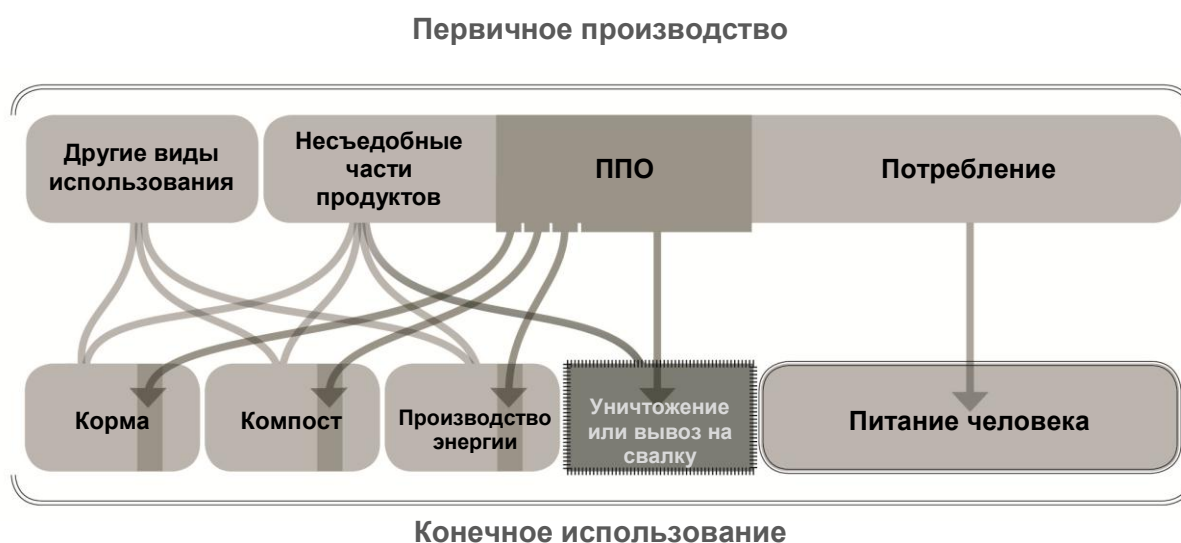 Первичное производство
Другие виды
использования
Несъедобные
части
продуктов
ППО
Потребление
Корма
Компост
Производство
энергии
Уничтожение
или вывоз на
свалку
Питание человека
Конечное использование